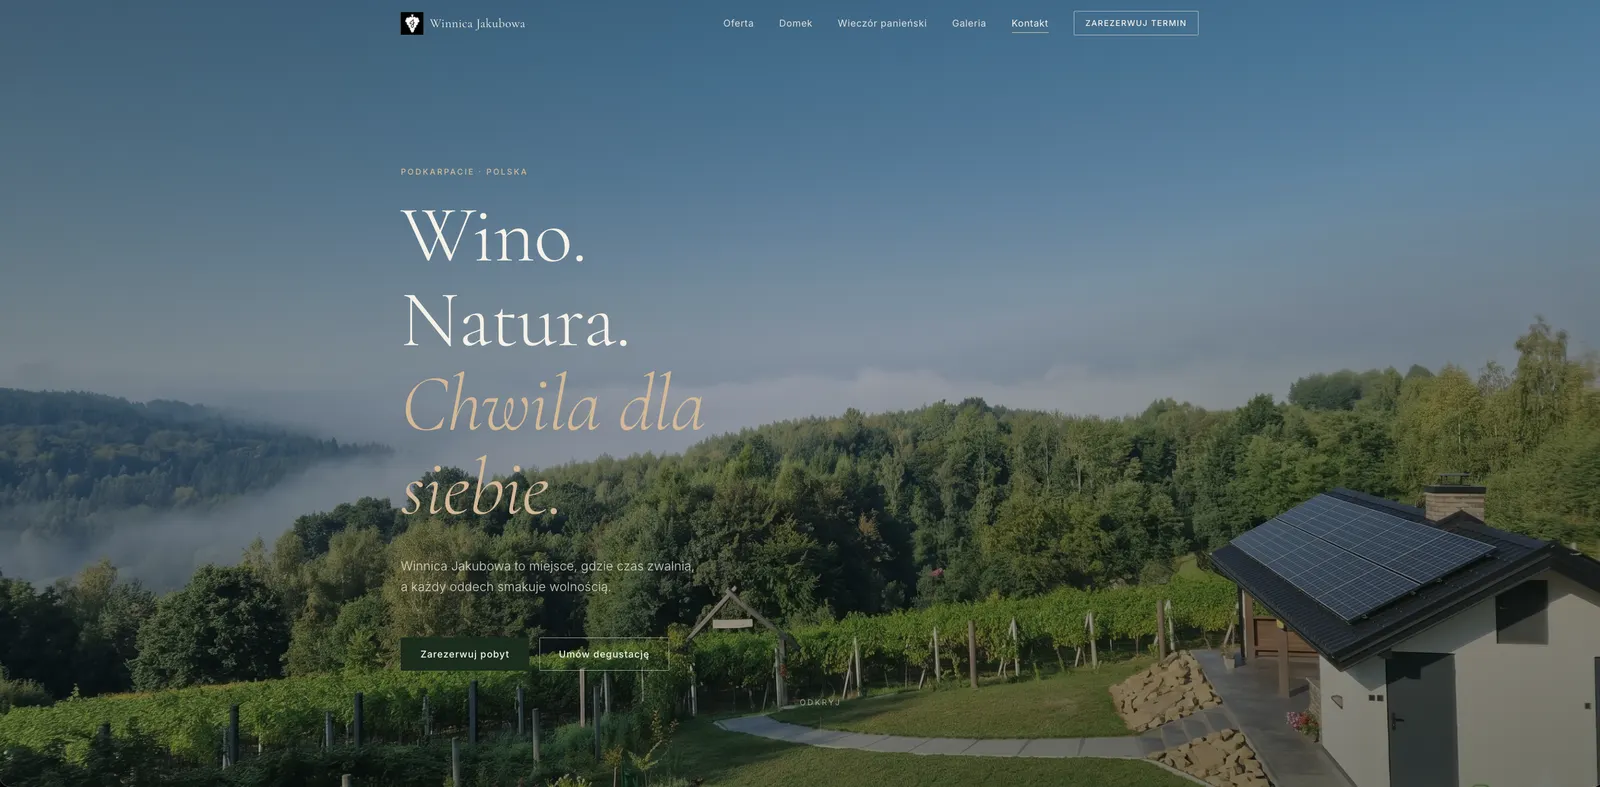 Winnica Jakubowa
Oferta
Domek
Wieczór panieński
Galeria
Kontakt
ZAREZERWUJ TERMIN
PODKARPACIE · POLSKA
Wino.
Natura.
Chwila dla
siebie.
Winnica Jakubowa to miejsce, gdzie czas zwalnia,
a każdy oddech smakuje wolnością.
Zarezerwuj pobyt
Umów degustację
ODKRYJ